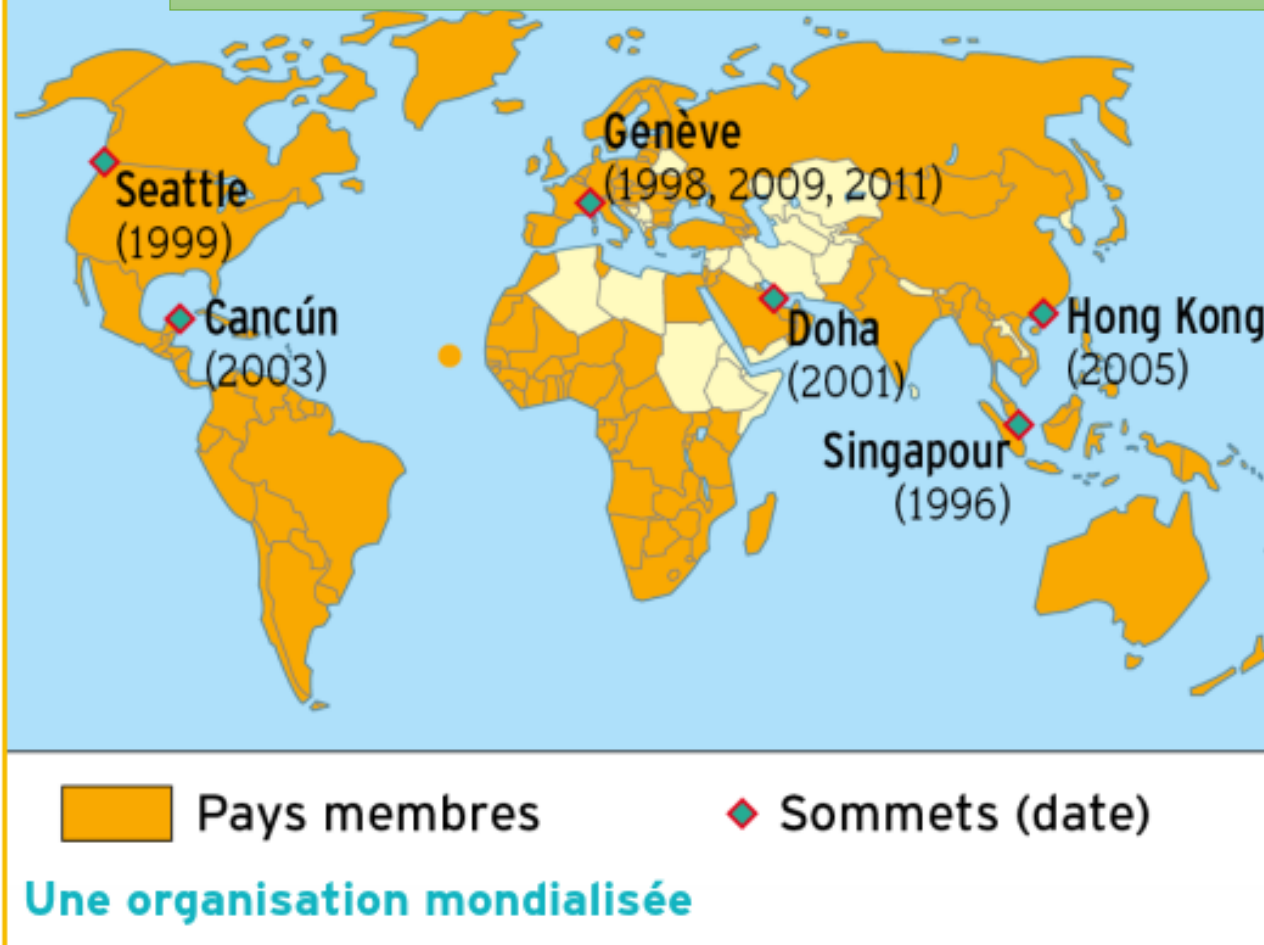 Genève
(1998, 2009, 2011)
Seattle
(1999)
Cancún
(2003)
Doha
(2001)
Hong Kong
(2005)
Singapour
(1996)
Pays membres
Sommets (date)
Une organisation mondialisée